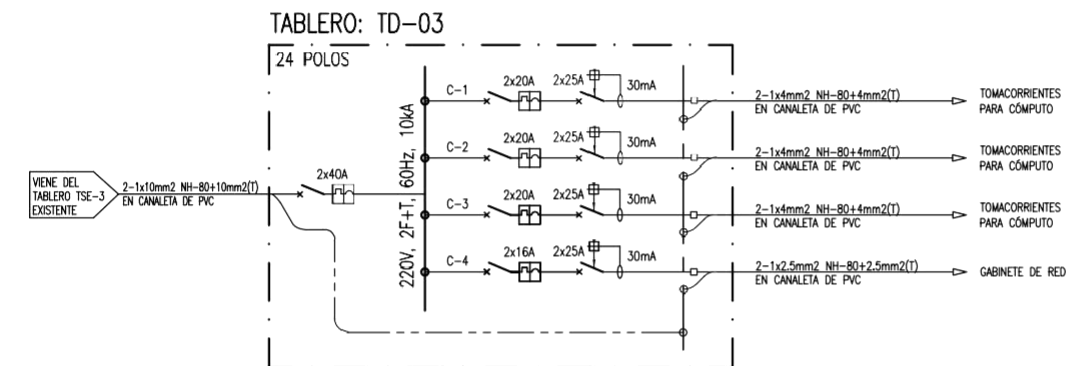 TABLERO: TD-03
24 POLOS
VIENE DEL
TABLERO TSE-3
EXISTENTE
2-1x10mm2 NH-80+10mm2(T)
EN CANALETA DE PVC
2x40A
220V, 2F+T, 60Hz, 10kA
C-1
2x20A
2x25A
30mA
2-1x4mm2 NH-80+4mm2(T)
EN CANALETA DE PVC
TOMACORRIENTES
PARA CÓMPUTO
C-2
2x20A
2x25A
30mA
2-1x4mm2 NH-80+4mm2(T)
EN CANALETA DE PVC
TOMACORRIENTES
PARA CÓMPUTO
C-3
2x20A
2x25A
30mA
2-1x4mm2 NH-80+4mm2(T)
EN CANALETA DE PVC
TOMACORRIENTES
PARA CÓMPUTO
C-4
2x16A
2x25A
30mA
2-1x2.5mm2 NH-80+2.5mm2(T)
EN CANALETA DE PVC
GABINETE DE RED